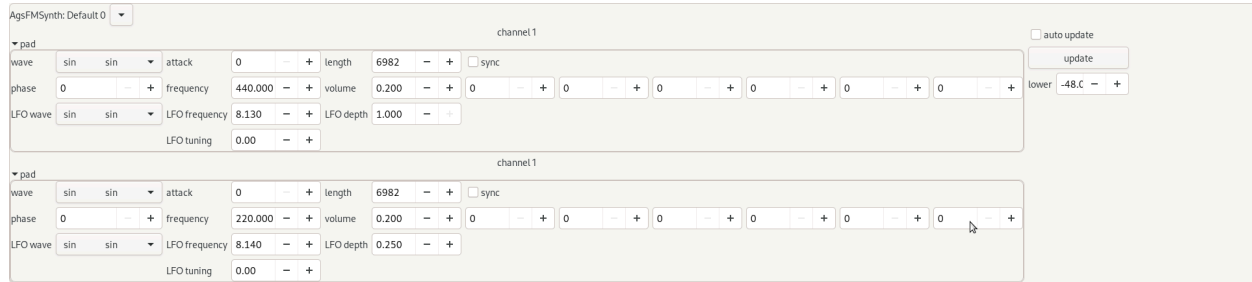 AgsFMSynth: Default 0
channel 1
auto update
pad
wave sin sin attack 0 length 6982 sync
update
phase 0 frequency 440.000 volume 0.200 0 0 0 0 0 0
lower -48.0
LFO wave sin sin LFO frequency 8.130 LFO depth 1.000
LFO tuning 0.00
channel 1
pad
wave sin sin attack 0 length 6982 sync
phase 0 frequency 220.000 volume 0.200 0 0 0 0 0 0
LFO wave sin sin LFO frequency 8.140 LFO depth 0.250
LFO tuning 0.00